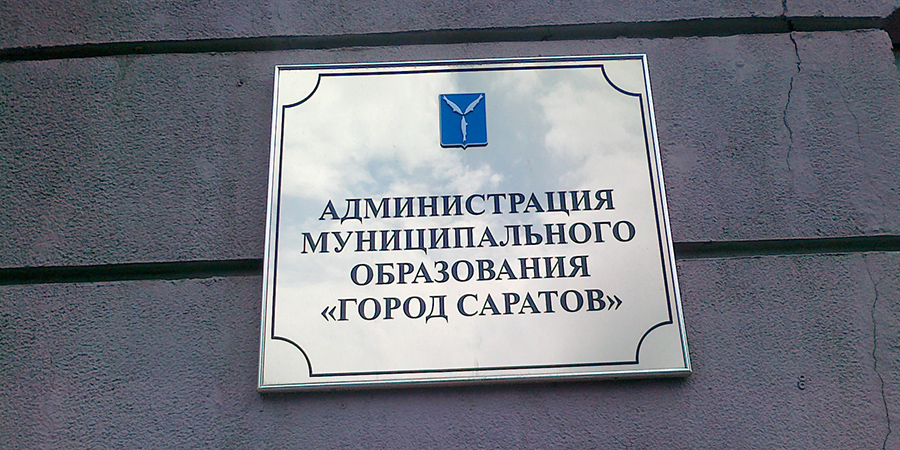 АДМИНИСТРАЦИЯ
МУНИЦИПАЛЬНОГО
ОБРАЗОВАНИЯ
«ГОРОД САРАТОВ»